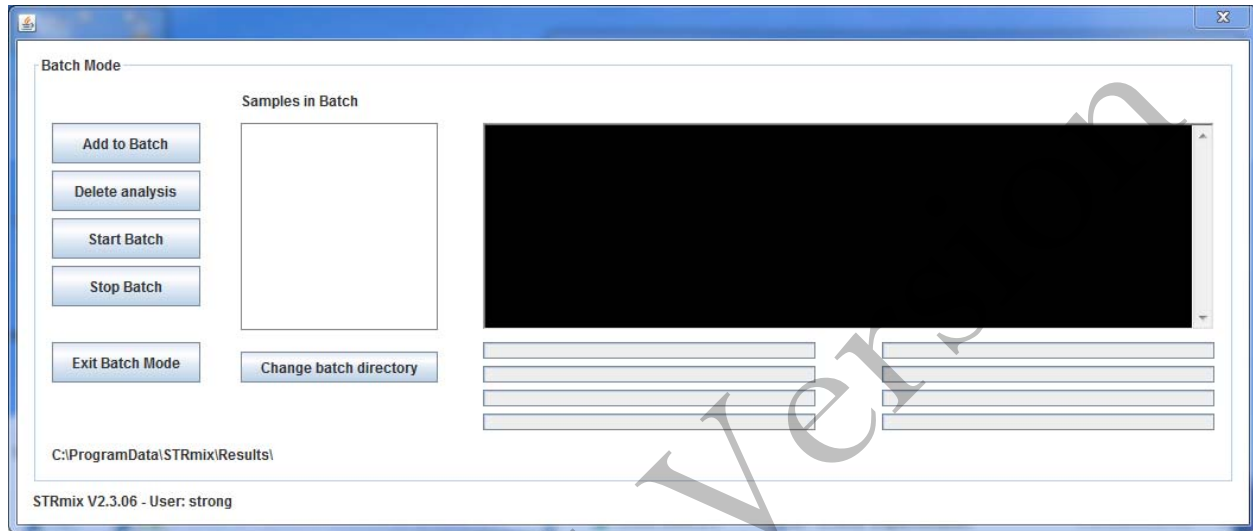 Batch Mode
Samples in Batch
Add to Batch
Delete analysis
Start Batch
Stop Batch
Exit Batch Mode
Change batch directory
C:\ProgramData\STRmix\Results\
STRmix V2.3.06 - User: strong
Version